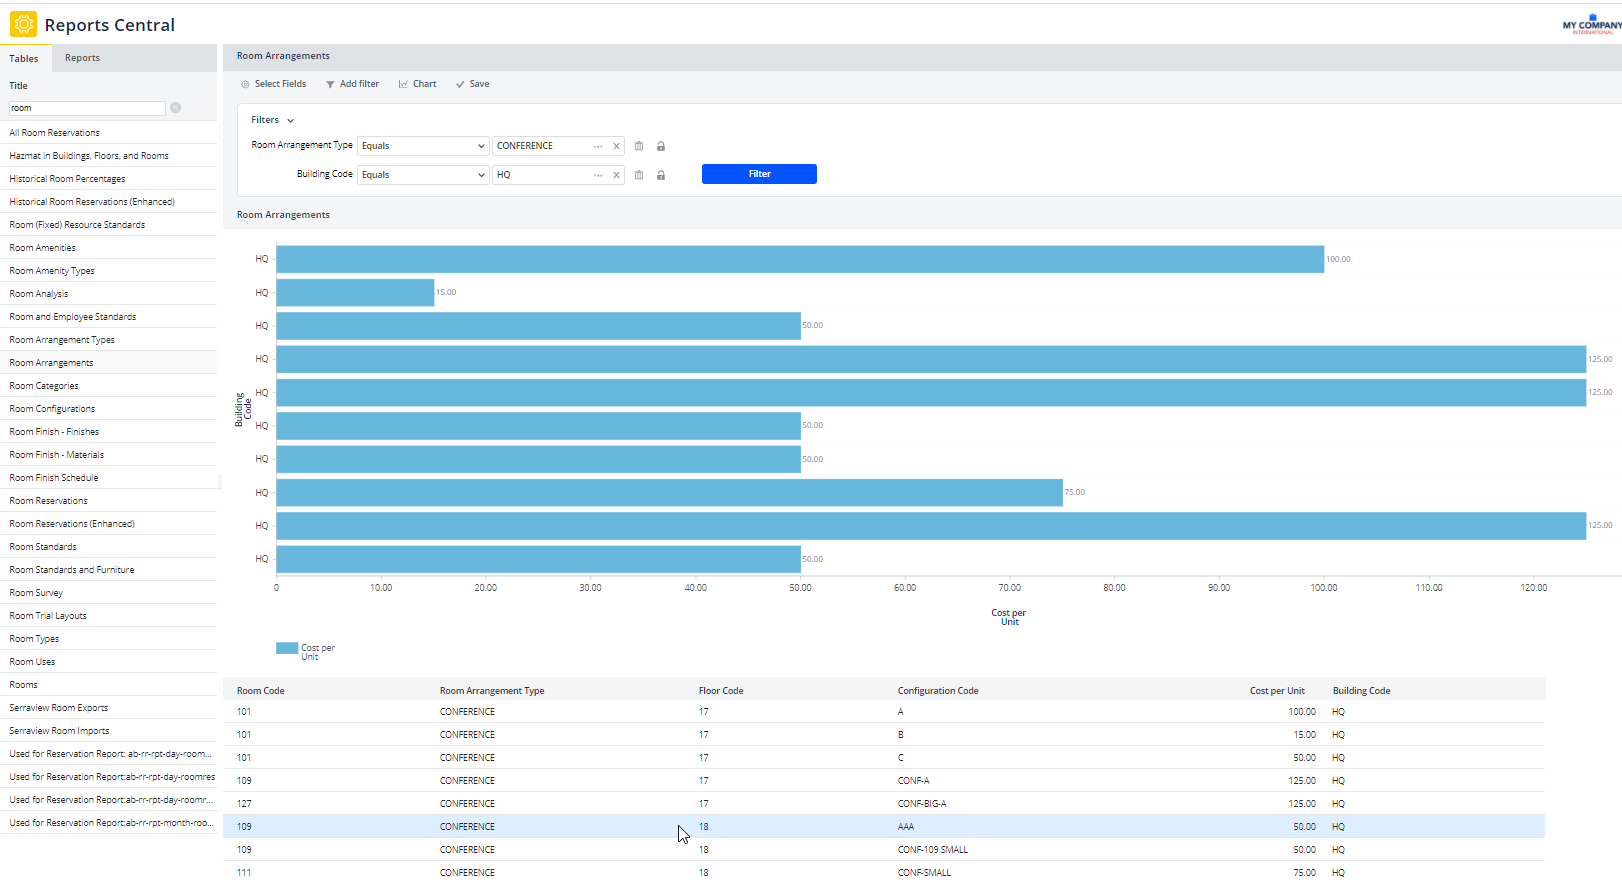 Reports Central
MY COMPANY
INTERNATIONAL
Tables
Reports
Title
room
All Room Reservations
Hazmat in Buildings, Floors, and Rooms
Historical Room Percentages
Historical Room Reservations (Enhanced)
Room (Fixed) Resource Standards
Room Amenities
Room Amenity Types
Room Analysis
Room and Employee Standards
Room Arrangement Types
Room Arrangements
Room Categories
Room Configurations
Room Finish - Finishes
Room Finish - Materials
Room Finish Schedule
Room Reservations
Room Reservations (Enhanced)
Room Standards
Room Standards and Furniture
Room Survey
Room Trial Layouts
Room Types
Room Uses
Rooms
Serraview Room Exports
Serraview Room Imports
Used for Reservation Report: ab-rr-rpt-day-room...
Used for Reservation Report:ab-rr-rpt-day-roomres
Used for Reservation Report:ab-rr-rpt-day-roomr...
Used for Reservation Report:ab-rr-rpt-month-roo...
Room Arrangements
Select Fields Add filter Chart Save
Filters
Room Arrangement Type Equals CONFERENCE
Building Code Equals HQ Filter
Room Arrangements
HQ 100.00
HQ 15.00
HQ 50.00
HQ 125.00
HQ 125.00
HQ 50.00
HQ 50.00
HQ 75.00
HQ 125.00
HQ 50.00
Building
Code
0 10.00 20.00 30.00 40.00 50.00 60.00 70.00 80.00 90.00 100.00 110.00 120.00
Cost per
Unit
Cost per
Unit
Room Code Room Arrangement Type Floor Code Configuration Code Cost per Unit Building Code
101 CONFERENCE 17 A 100.00 HQ
101 CONFERENCE 17 B 15.00 HQ
101 CONFERENCE 17 C 50.00 HQ
109 CONFERENCE 17 CONF-A 125.00 HQ
127 CONFERENCE 17 CONF-BIG-A 125.00 HQ
109 CONFERENCE 18 AAA 50.00 HQ
109 CONFERENCE 18 CONF-109 SMALL 50.00 HQ
111 CONFERENCE 18 CONF-SMALL 75.00 HQ